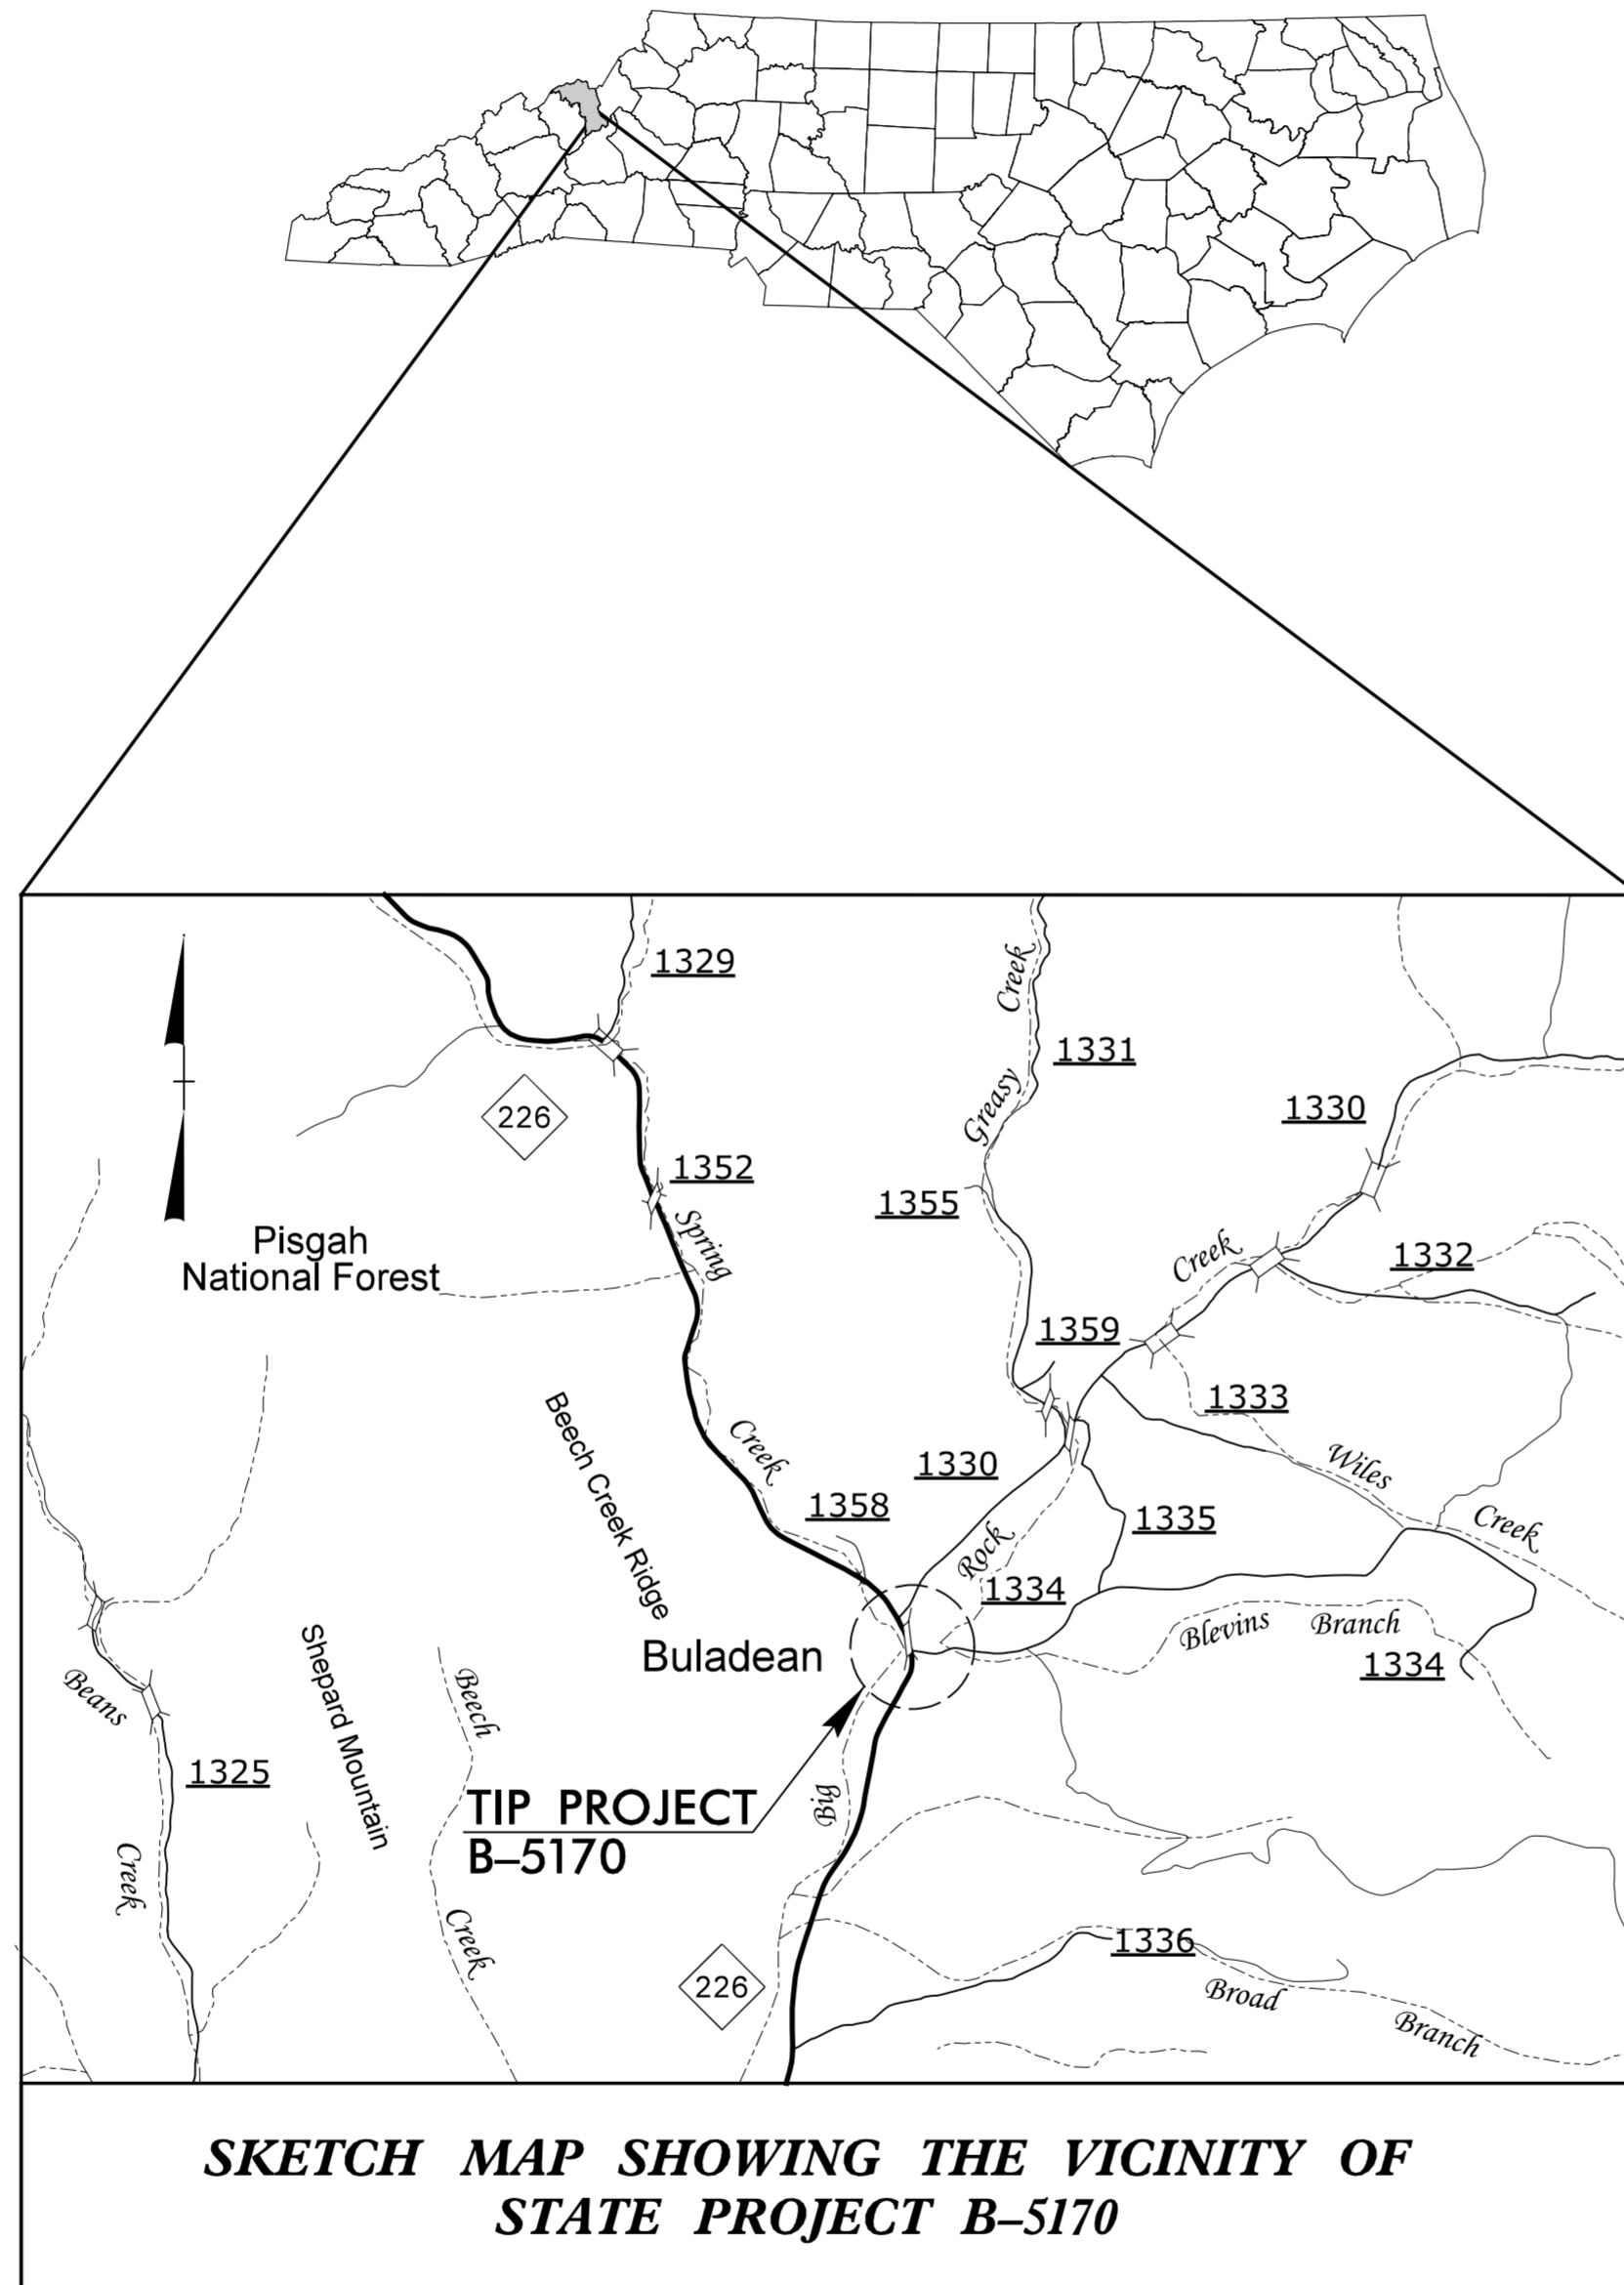 1329
Creek
1331
1330
226
Greasy
1352
1355
Spring
Pisgah
National Forest
Creek
1332
1359
1333
Beech Creek Ridge
Creek
1330
Wiles
1358
1335
Creek
Rock
1334
Blevins Branch
Buladean
1334
Shepard Mountain
Beans
Beech
1325
TIP PROJECT
B–5170
Big
Creek
Creek
1336
226
Broad
Branch
SKETCH MAP SHOWING THE VICINITY OF
STATE PROJECT B–5170